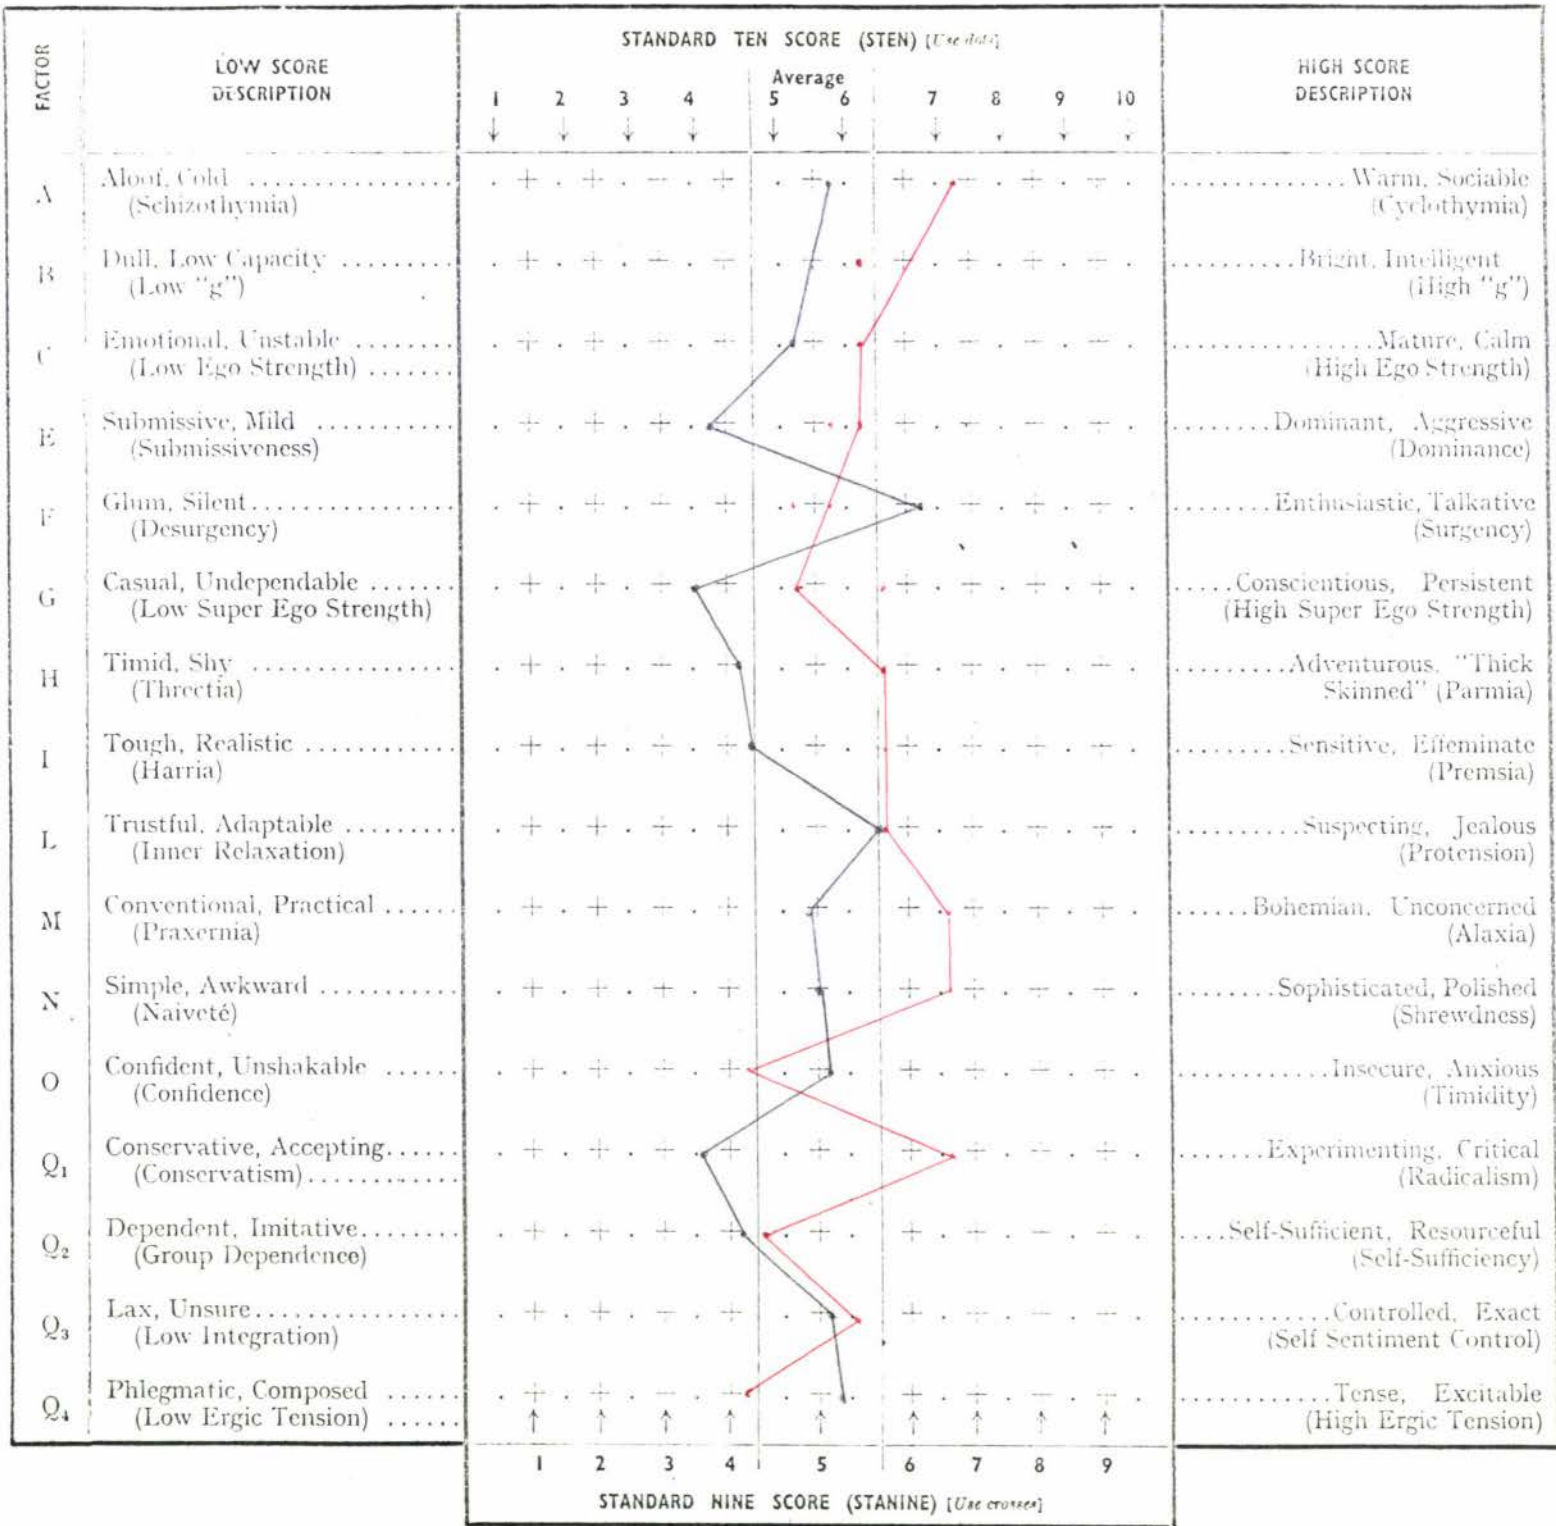 STANDARD TEN SCORE (STEN) [Use dots]
FACTOR
LOW SCORE
DESCRIPTION
Average
HIGH SCORE
DESCRIPTION
1 2 3 4 5 6 7 8 9 10
A Aloof, Cold .................. Warm, Sociable
(Schizothymia) (Cyclothymia)
B Dull, Low Capacity ......... Bright, Intelligent
(Low "g") (High "g")
C Emotional, Unstable ........ Mature, Calm
(Low Ego Strength) ....... (High Ego Strength)
E Submissive, Mild ........... Dominant, Aggressive
(Submissiveness) (Dominance)
F Glum, Silent................. Enthusiastic, Talkative
(Desurgency) (Surgency)
G Casual, Undependable ...... Conscientious, Persistent
(Low Super Ego Strength) (High Super Ego Strength)
H Timid, Shy ................. Adventurous, "Thick
(Threctia) Skinned" (Parmia)
I Tough, Realistic ............ Sensitive, Effeminate
(Harria) (Premsia)
L Trustful, Adaptable ......... Suspecting, Jealous
(Inner Relaxation) (Protension)
M Conventional, Practical ...... Bohemian, Unconcerned
(Praxernia) (Alaxia)
N Simple, Awkward ........... Sophisticated, Polished
(Naiveté) (Shrewdness)
O Confident, Unshakable ...... Insecure, Anxious
(Confidence) (Timidity)
Q1 Conservative, Accepting...... Experimenting, Critical
(Conservatism)............ (Radicalism)
Q2 Dependent, Imitative........ Self-Sufficient, Resourceful
(Group Dependence) (Self-Sufficiency)
Q3 Lax, Unsure................. Controlled, Exact
(Low Integration) (Self Sentiment Control)
Q4 Phlegmatic, Composed ...... Tense, Excitable
(Low Ergic Tension) ...... (High Ergic Tension)
1 2 3 4 5 6 7 8 9
STANDARD NINE SCORE (STANINE) [Use crosses]